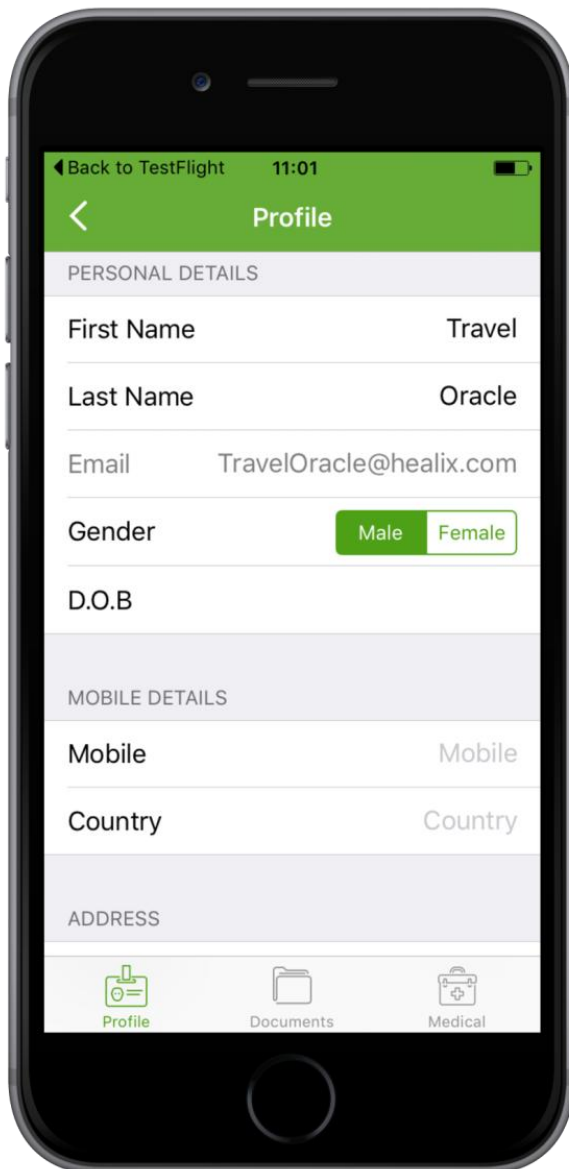 Back to TestFlight 11:01
Profile
PERSONAL DETAILS
First Name Travel
Last Name Oracle
Email TravelOracle@healix.com
Gender Male Female
D.O.B
MOBILE DETAILS
Mobile Mobile
Country Country
ADDRESS
Profile Documents Medical